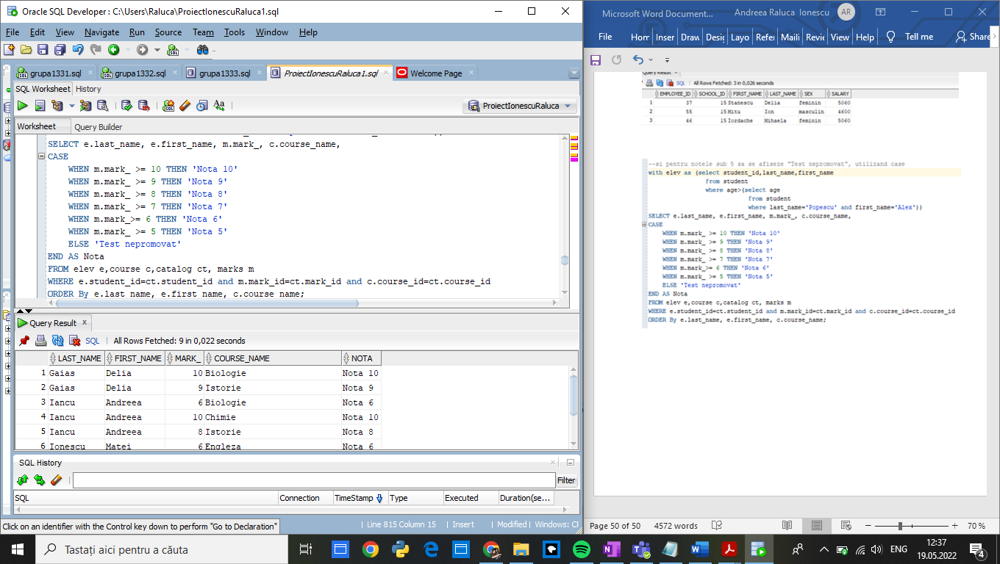 Oracle SQL Developer : C:\Users\Raluca\ProiectIonescuRaluca1.sql
File Edit View Navigate Run Source Team Tools Window Help
grupa1331.sql grupa1332.sql grupa1333.sql ProiectIonescuRaluca1.sql Welcome Page
SQL Worksheet History
ProiectIonescuRaluca
Worksheet Query Builder
SELECT e.last_name, e.first_name, m.mark_, c.course_name,
CASE
WHEN m.mark_ >= 10 THEN 'Nota 10'
WHEN m.mark_ >= 9 THEN 'Nota 9'
WHEN m.mark_ >= 8 THEN 'Nota 8'
WHEN m.mark_ >= 7 THEN 'Nota 7'
WHEN m.mark_>= 6 THEN 'Nota 6'
WHEN m.mark_ >= 5 THEN 'Nota 5'
ELSE 'Test nepromovat'
END AS Nota
FROM elev e,course c,catalog ct, marks m
WHERE e.student_id=ct.student_id and m.mark_id=ct.mark_id and c.course_id=ct.course_id
ORDER By e.last_name, e.first_name, c.course_name;
Query Result x
SQL | All Rows Fetched: 9 in 0,022 seconds
LAST_NAME FIRST_NAME MARK_ COURSE_NAME NOTA
1 Gaias Delia 10 Biologie Nota 10
2 Gaias Delia 9 Istorie Nota 9
3 Iancu Andreea 6 Biologie Nota 6
4 Iancu Andreea 10 Chimie Nota 10
5 Iancu Andreea 8 Istorie Nota 8
6 Ionescu Matei 6 Engleza Nota 6
SQL History
Filter
SQL Connection TimeStamp Type Executed Duration(se...
Click on an identifier with the Control key down to perform "Go to Declaration"
| Line 815 Column 15 | Insert | Modified | Windows: CF
Microsoft Word Document... Andreea Raluca Ionescu AR
File Hom Inser Draw Desig Layo Refer Maili Revie View Help Tell me Share
Query Result x
SQL | All Rows Fetched: 3 in 0,026 seconds
EMPLOYEE_ID SCHOOL_ID FIRST_NAME LAST_NAME SEX SALARY
1 37 15 Stanescu Delia feminin 5060
2 55 15 Mitu Ion masculin 4600
3 46 15 Iordache Mihaela feminin 5060
--si pentru notele sub 5 sa se afiseze "Test nepromovat", utilizand case
with elev as (select student_id,last_name,first_name
from student
where age>(select age
from student
where last_name='Popescu' and first_name='Alex'))
SELECT e.last_name, e.first_name, m.mark_, c.course_name,
CASE
WHEN m.mark_ >= 10 THEN 'Nota 10'
WHEN m.mark_ >= 9 THEN 'Nota 9'
WHEN m.mark_ >= 8 THEN 'Nota 8'
WHEN m.mark_ >= 7 THEN 'Nota 7'
WHEN m.mark_>= 6 THEN 'Nota 6'
WHEN m.mark_ >= 5 THEN 'Nota 5'
ELSE 'Test nepromovat'
END AS Nota
FROM elev e,course c,catalog ct, marks m
WHERE e.student_id=ct.student_id and m.mark_id=ct.mark_id and c.course_id=ct.course_id
ORDER By e.last_name, e.first_name, c.course_name;
Page 50 of 50 4572 words 70 %
Tastați aici pentru a căuta
ENG 12:37
19.05.2022
4